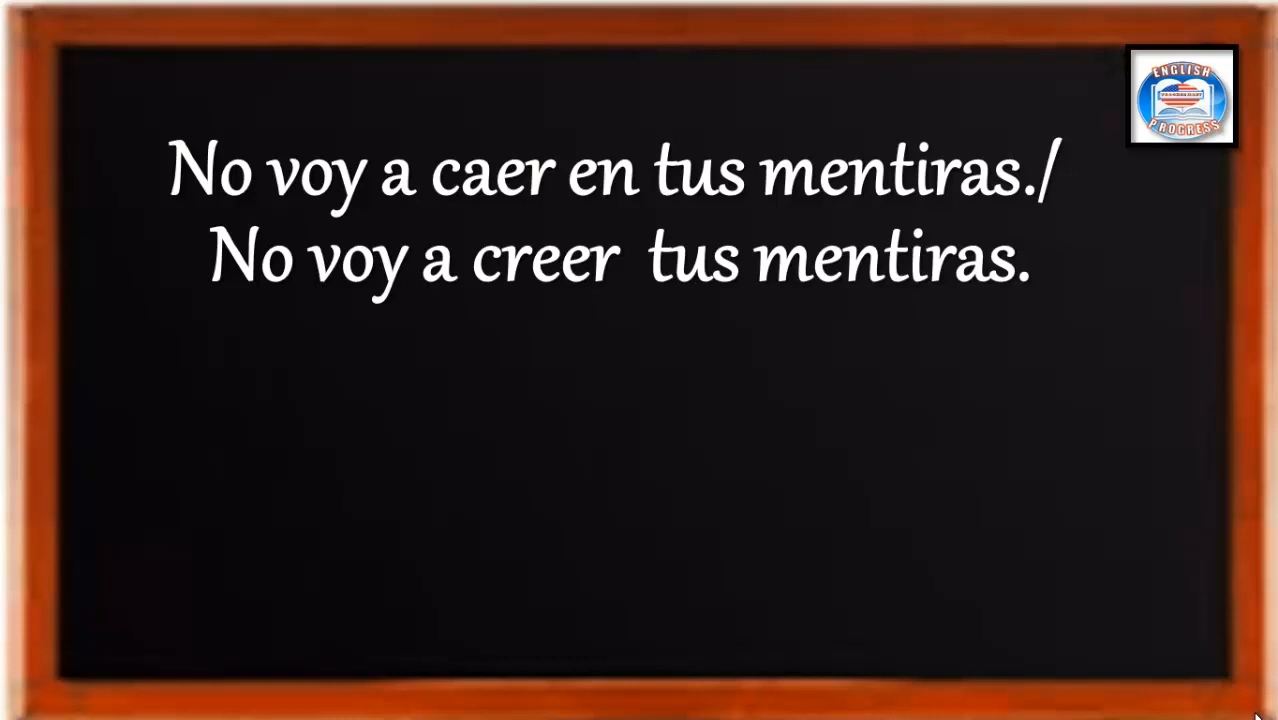 ENGLISH
PROGRESS
No voy a caer en tus mentiras./
No voy a creer tus mentiras.